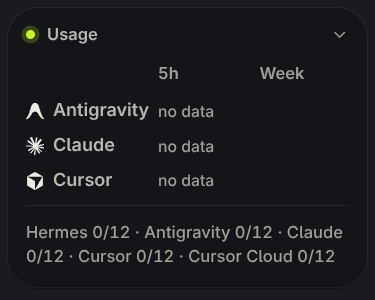 Usage
5h Week
Antigravity no data
Claude no data
Cursor no data
Hermes 0/12 · Antigravity 0/12 · Claude
0/12 · Cursor 0/12 · Cursor Cloud 0/12